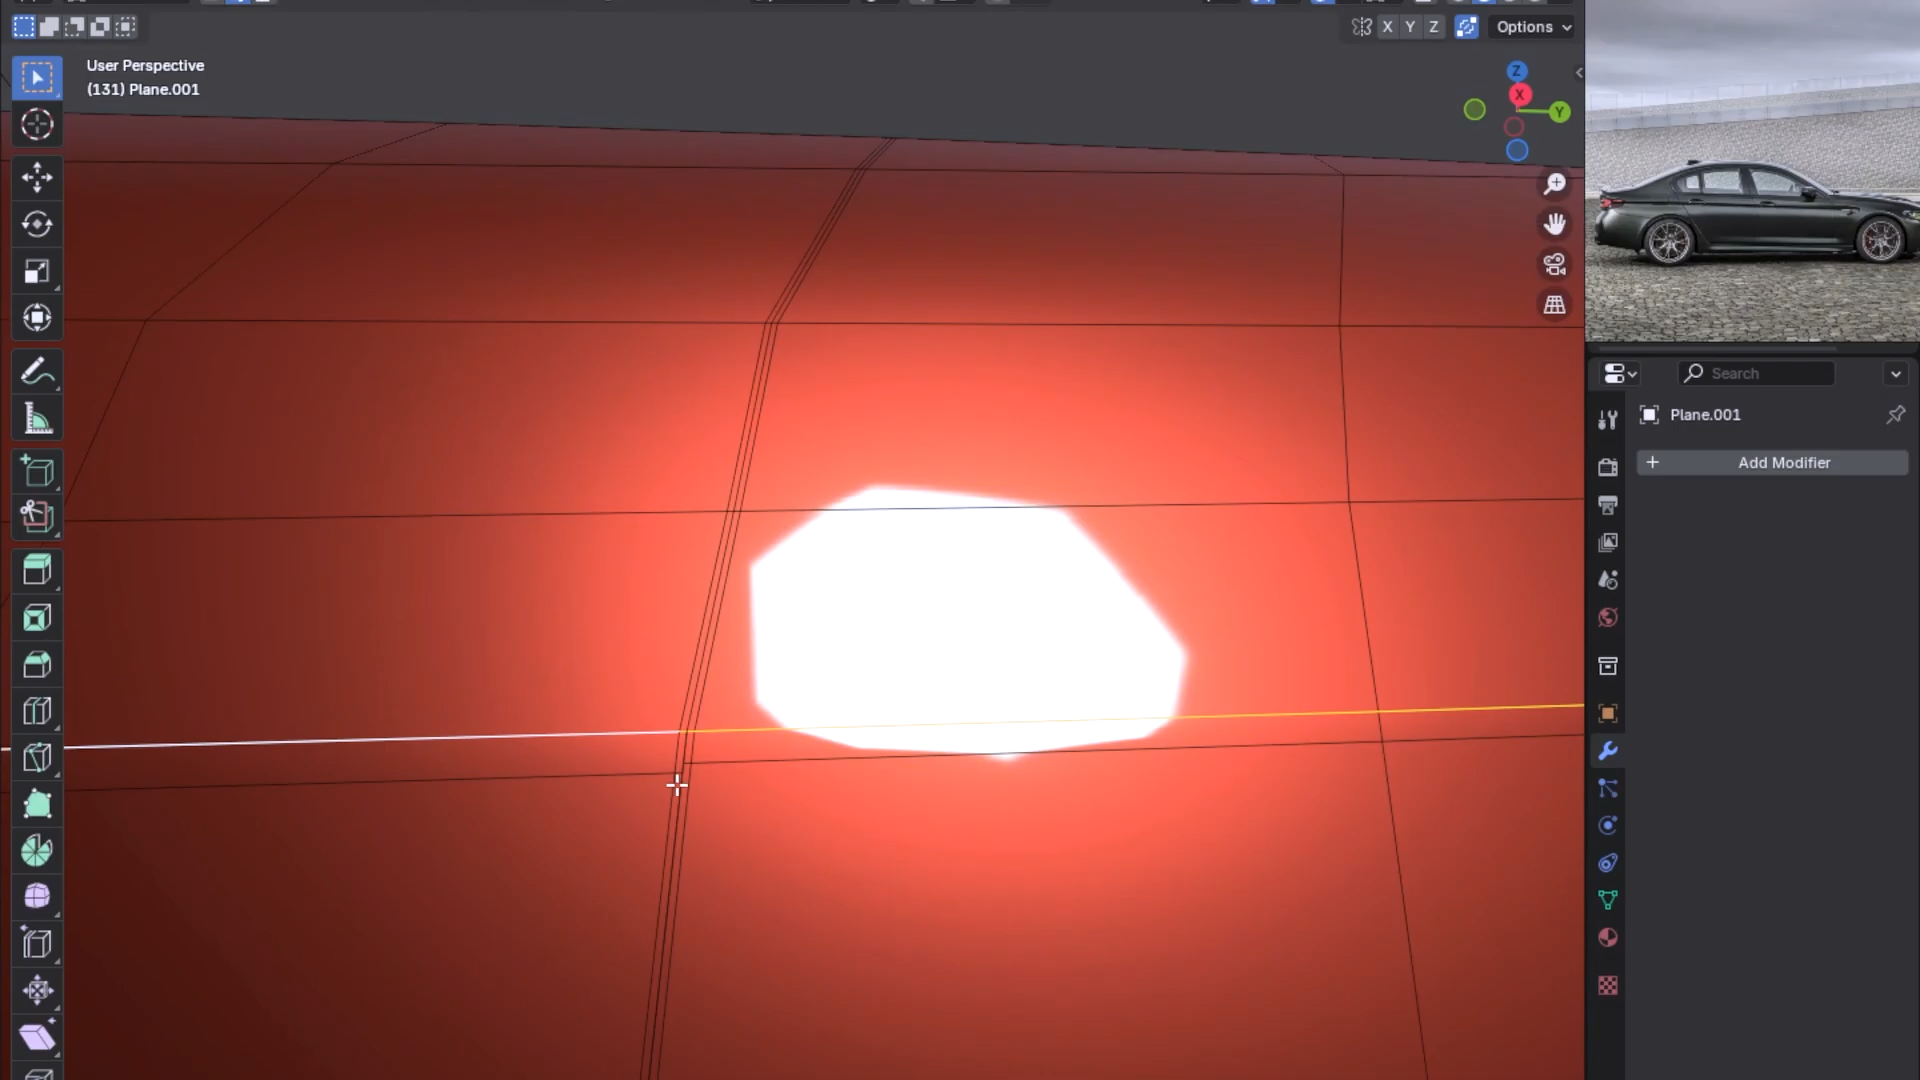 X Y Z Options
User Perspective
(131) Plane.001
Z
X
Y
Search
Plane.001
Add Modifier